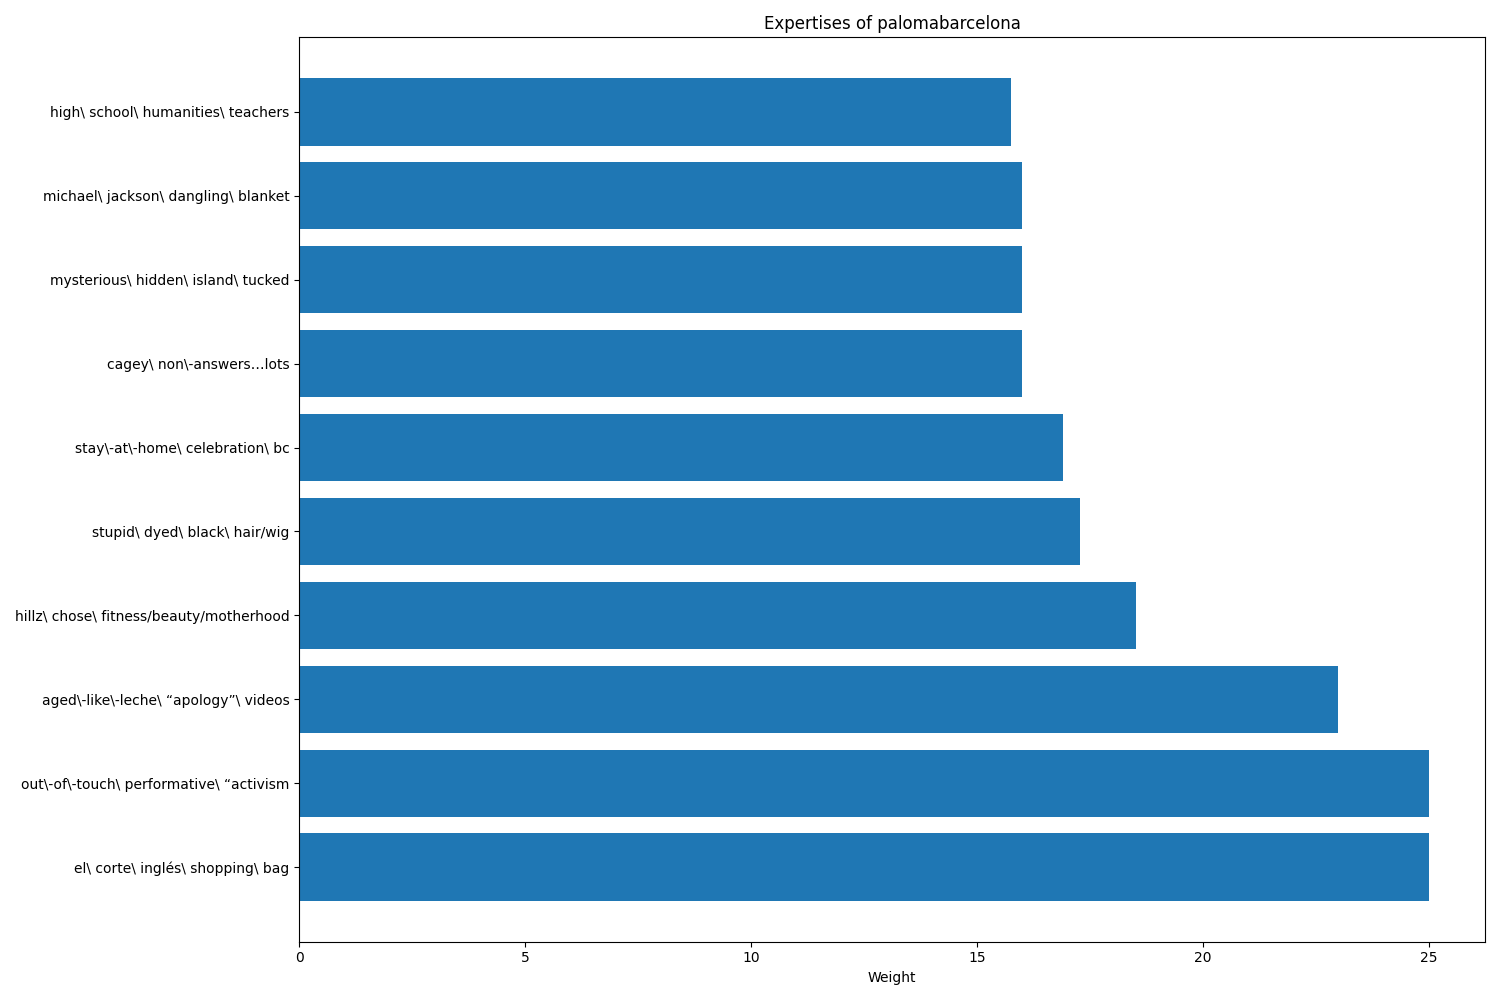 Expertises of palomabarcelona
high\ school\ humanities\ teachers
michael\ jackson\ dangling\ blanket
mysterious\ hidden\ island\ tucked
cagey\ non\-answers…lots
stay\-at\-home\ celebration\ bc
stupid\ dyed\ black\ hair/wig
hillz\ chose\ fitness/beauty/motherhood
aged\-like\-leche\ “apology”\ videos
out\-of\-touch\ performative\ “activism
el\ corte\ inglés\ shopping\ bag
0 5 10 15 20 25
Weight